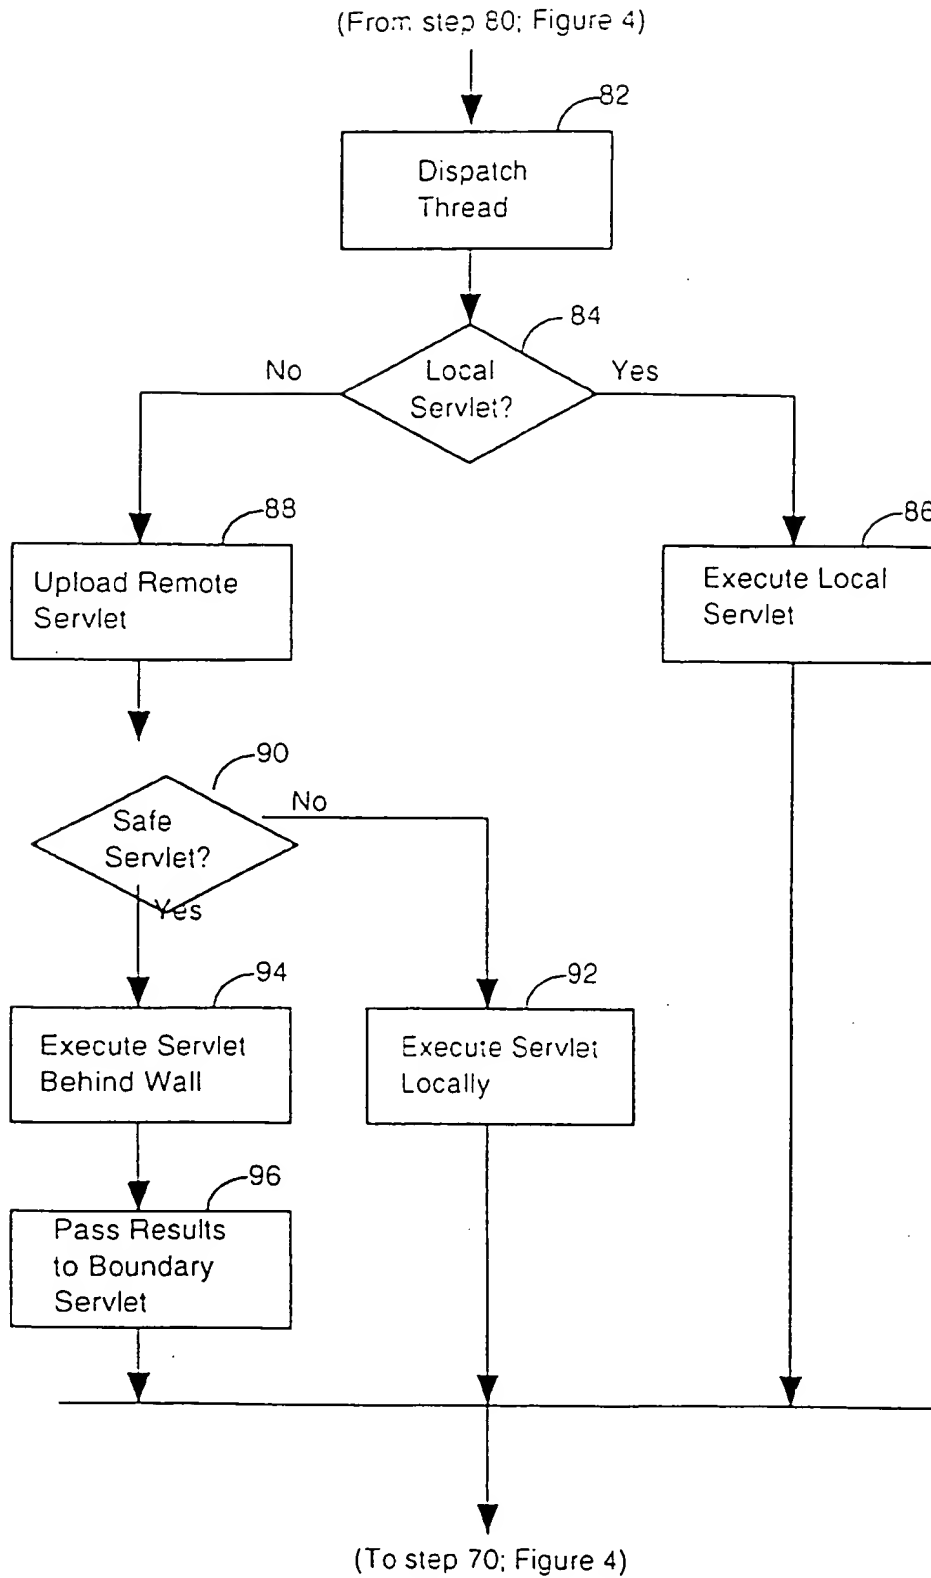 (From step 80; Figure 4)
82
Dispatch
Thread
84
No
Local
Servlet?
Yes
88
86
Upload Remote
Servlet
Execute Local
Servlet
90
No
Safe
Servlet?
Yes
94
92
Execute Servlet
Behind Wall
Execute Servlet
Locally
96
Pass Results
to Boundary
Servlet
(To step 70; Figure 4)